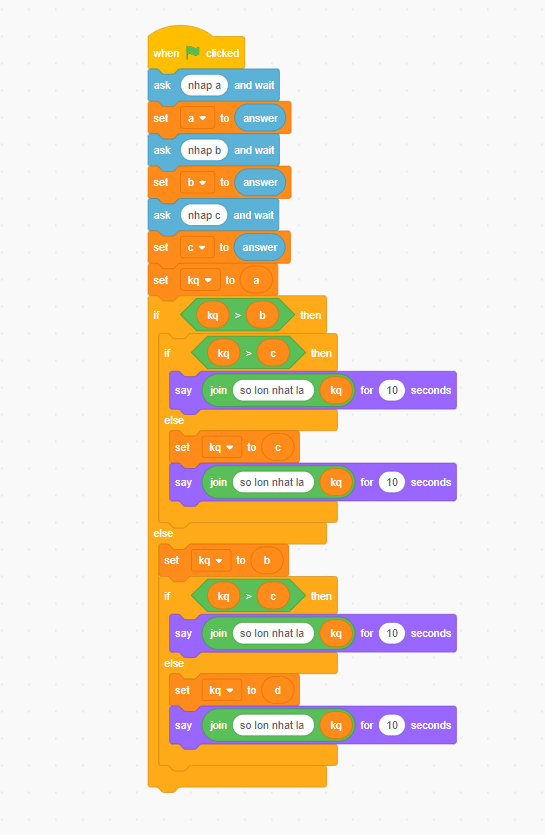 when clicked
ask nhap a and wait
set a to answer
ask nhap b and wait
set b to answer
ask nhap c and wait
set c to answer
set kq to a
if kq > b then
if kq > c then
say join so lon nhat la kq for 10 seconds
else
set kq to c
say join so lon nhat la kq for 10 seconds
else
set kq to b
if kq > c then
say join so lon nhat la kq for 10 seconds
else
set kq to d
say join so lon nhat la kq for 10 seconds